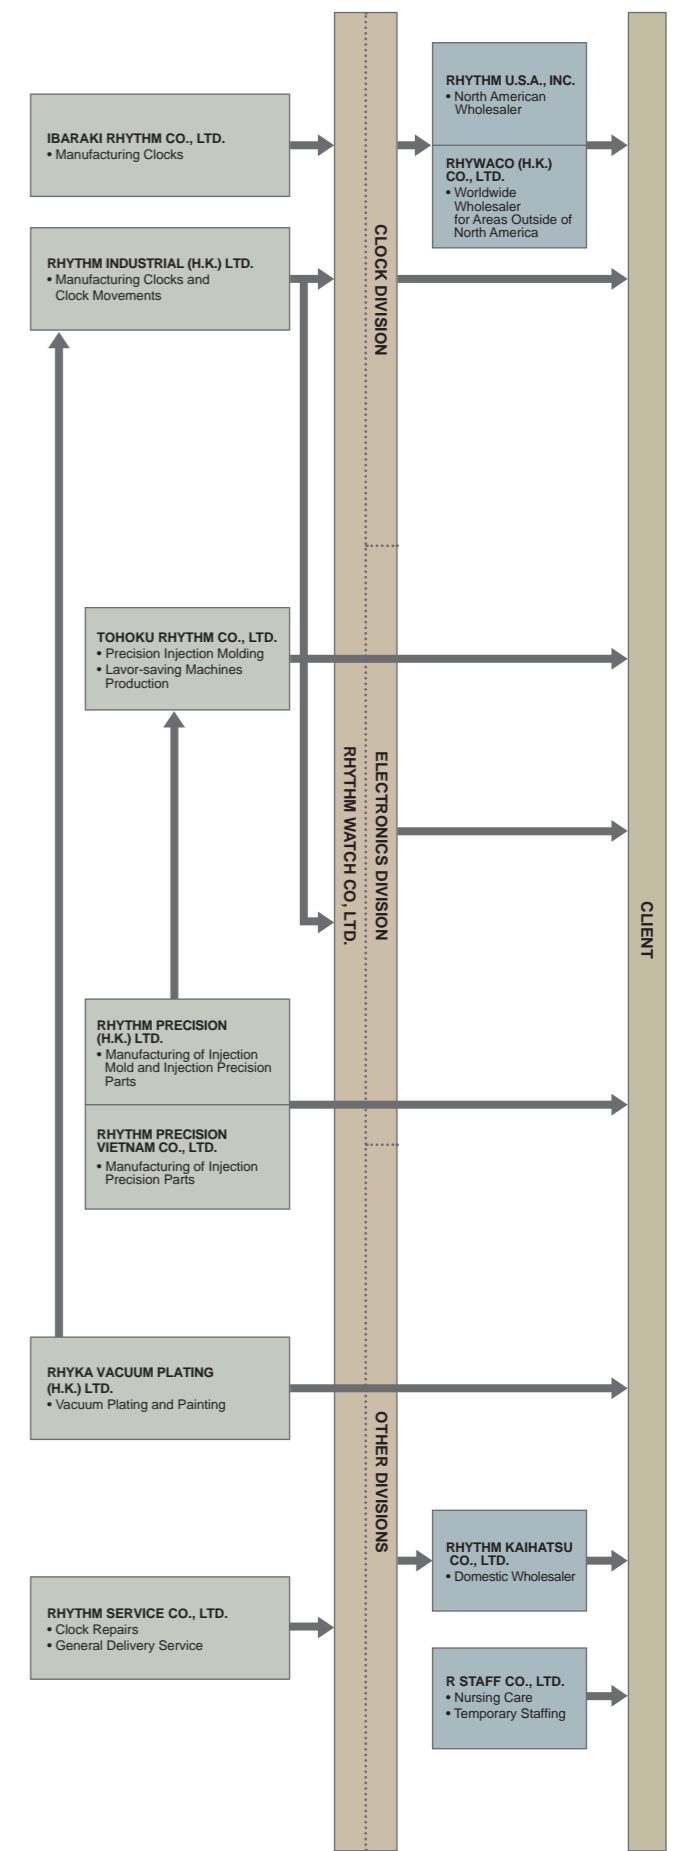 IBARAKI RHYTHM CO., LTD.
• Manufacturing Clocks
RHYTHM INDUSTRIAL (H.K.) LTD.
• Manufacturing Clocks and
Clock Movements
TOHOKU RHYTHM CO., LTD.
• Precision Injection Molding
• Lavor-saving Machines
Production
RHYTHM PRECISION
(H.K.) LTD.
• Manufacturing of Injection
Mold and Injection Precision
Parts
RHYTHM PRECISION
VIETNAM CO., LTD.
• Manufacturing of Injection
Precision Parts
RHYKA VACUUM PLATING
(H.K.) LTD.
• Vacuum Plating and Painting
RHYTHM SERVICE CO., LTD.
• Clock Repairs
• General Delivery Service
RHYTHM WATCH CO, LTD.
CLOCK DIVISION
ELECTRONICS DIVISION
OTHER DIVISIONS
RHYTHM U.S.A., INC.
• North American
Wholesaler
RHYWACO (H.K.)
CO., LTD.
• Worldwide
Wholesaler
for Areas Outside of
North America
RHYTHM KAIHATSU
CO., LTD.
• Domestic Wholesaler
R STAFF CO., LTD.
• Nursing Care
• Temporary Staffing
CLIENT